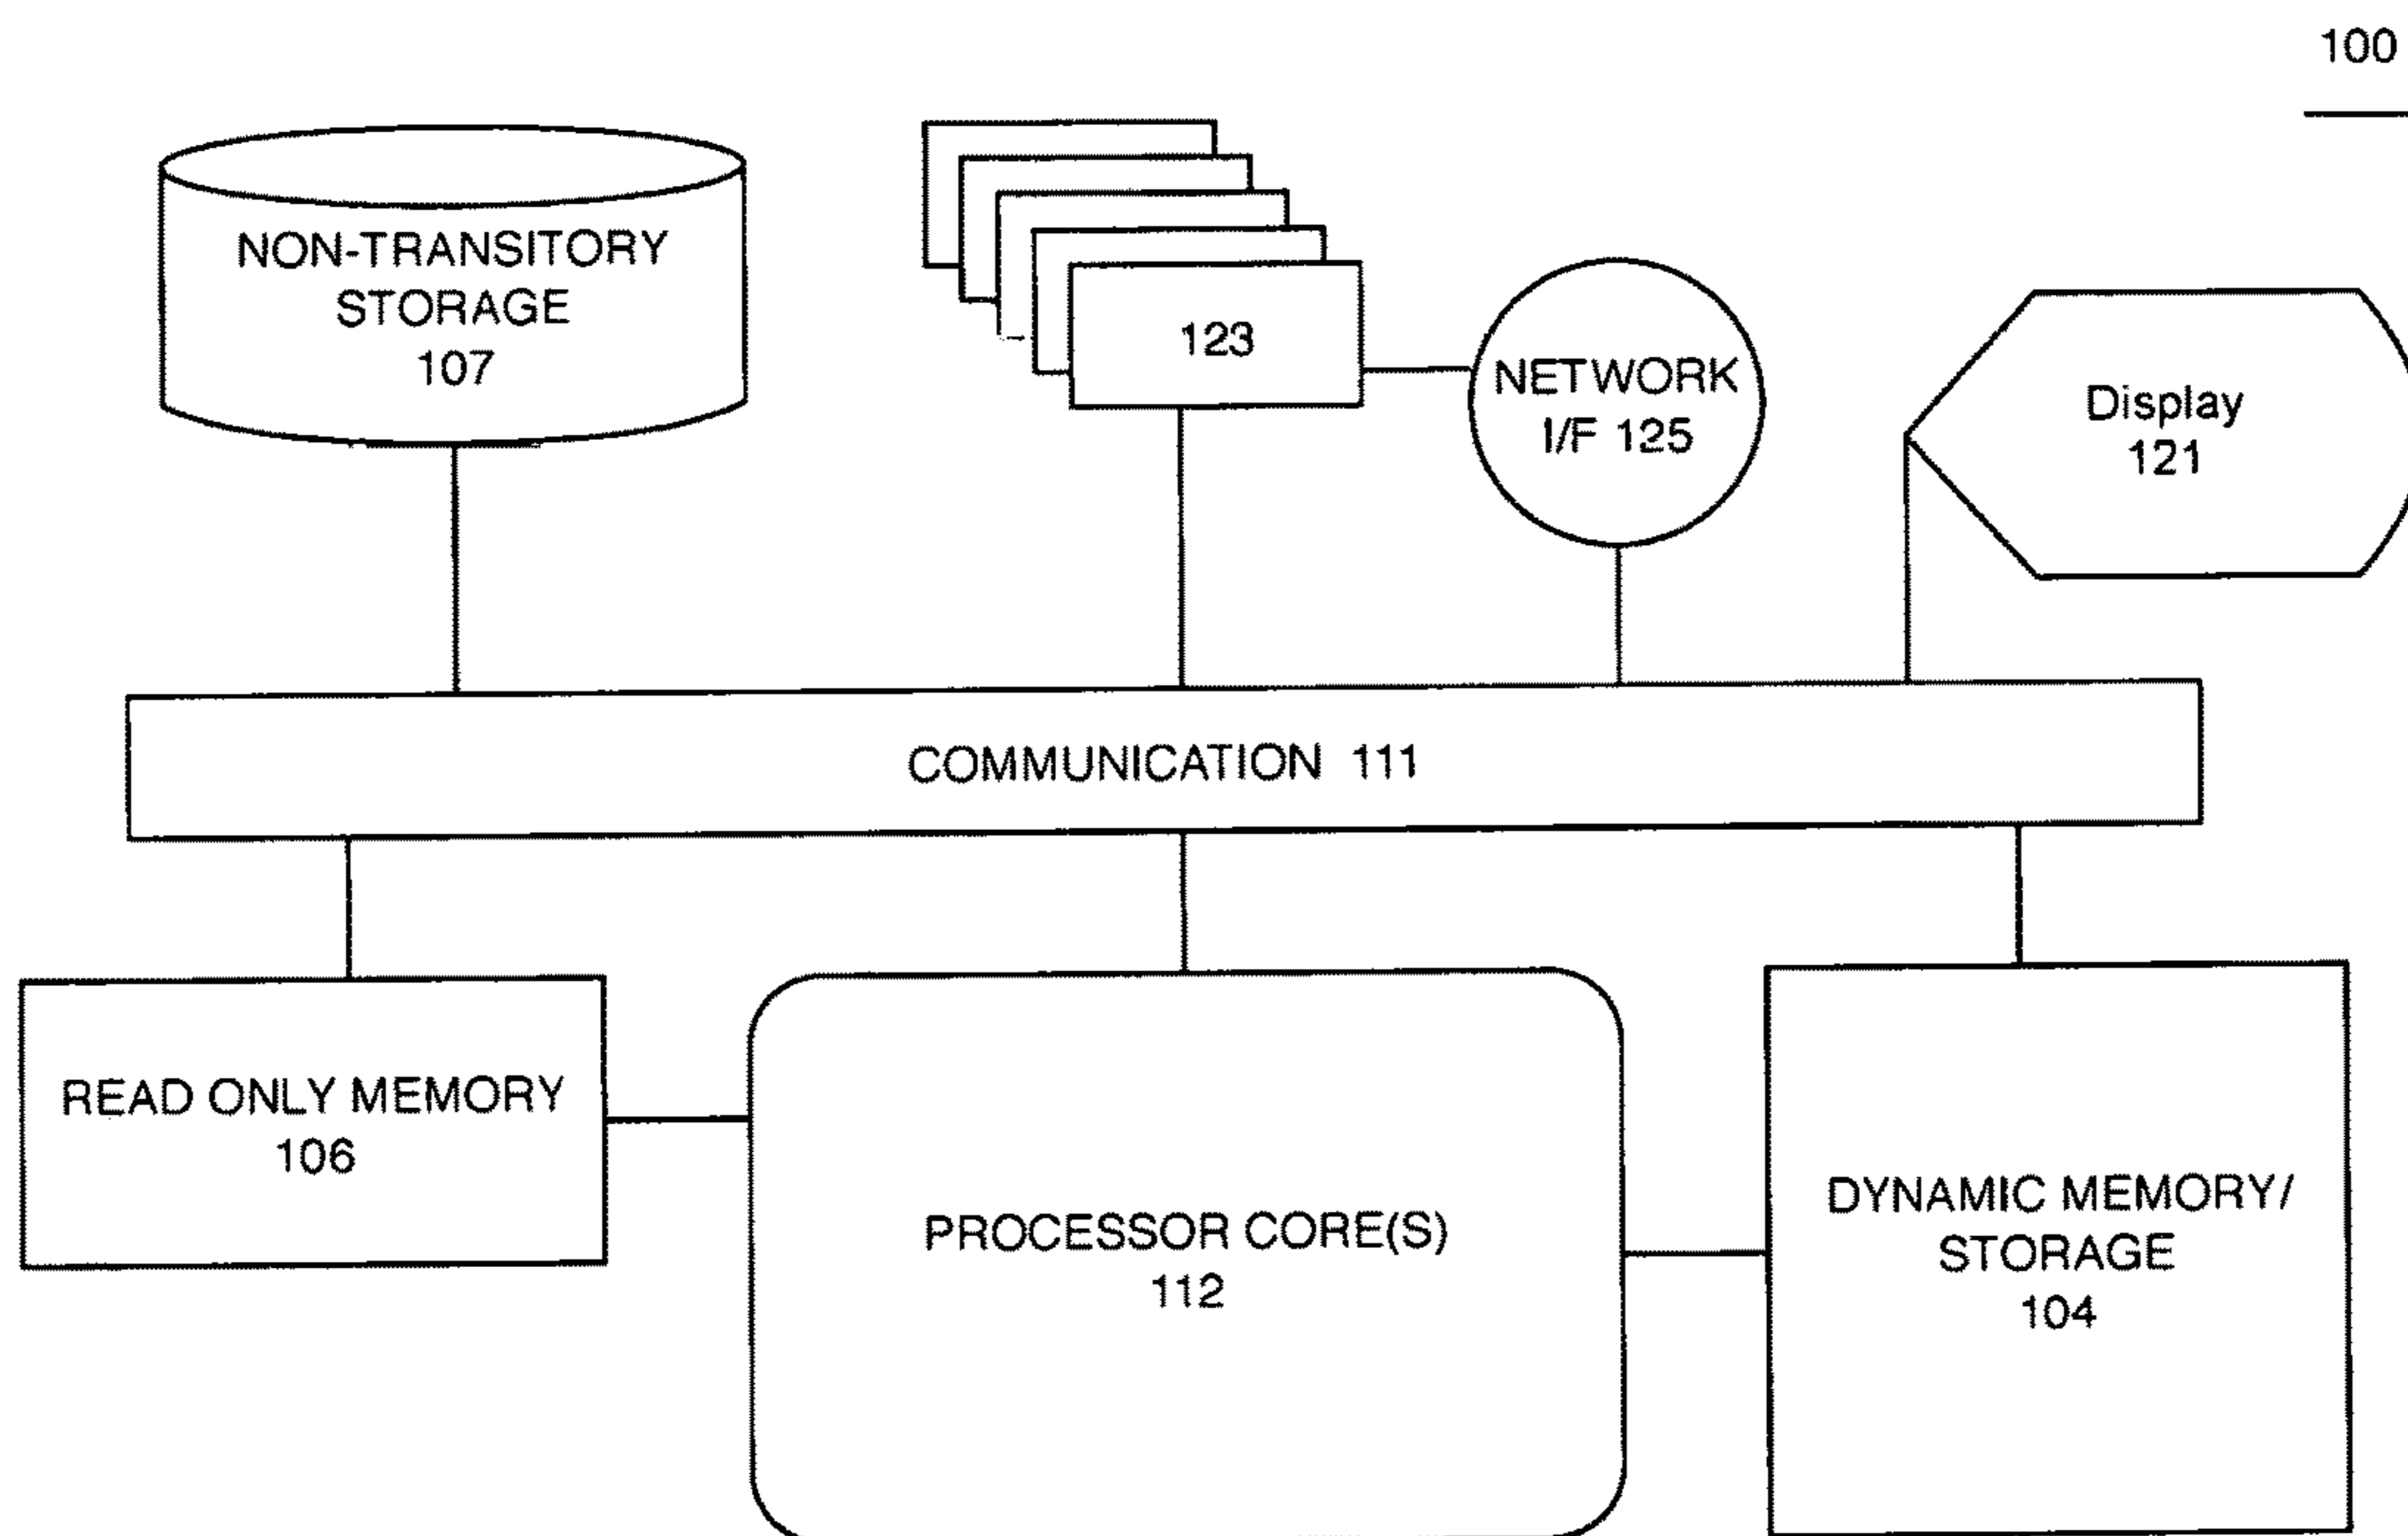 100
NON-TRANSITORY
STORAGE
107
123
NETWORK
I/F 125
Display
121
COMMUNICATION 111
READ ONLY MEMORY
106
PROCESSOR CORE(S)
112
DYNAMIC MEMORY/
STORAGE
104